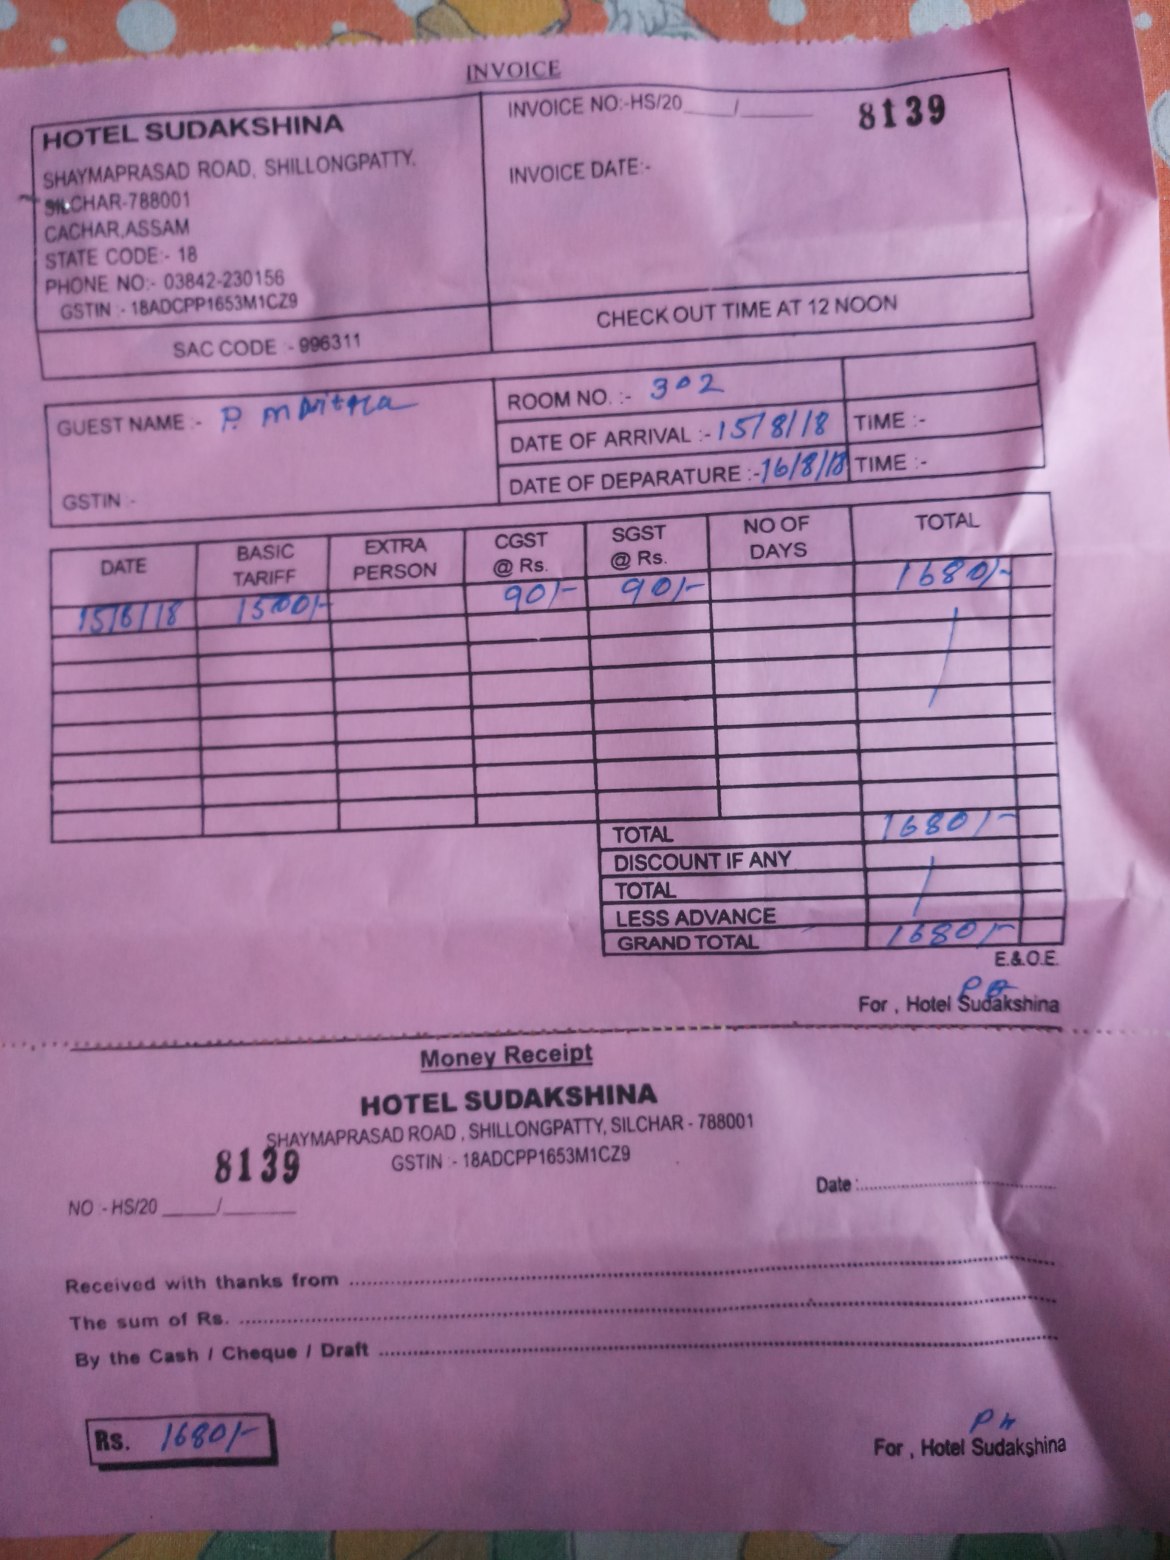 INVOICE
HOTEL SUDAKSHINA
SHAYMAPRASAD ROAD, SHILLONGPATTY.
SILCHAR-788001
CACHAR,ASSAM
STATE CODE:- 18
PHONE NO:- 03842-230156
GSTIN :- 18ADCPP1653M1CZ9
SAC CODE :- 996311
INVOICE NO:-HS/20____/______ 8139
INVOICE DATE:-
CHECK OUT TIME AT 12 NOON
GUEST NAME :- P.
GSTIN :-
ROOM NO. :- 302
DATE OF ARRIVAL :- 15/8/18 TIME :-
DATE OF DEPARATURE :- 16/8/18 TIME :-
DATE BASIC TARIFF EXTRA PERSON CGST @ Rs. SGST @ Rs. NO OF DAYS TOTAL
15/8/18 1500/- 90/- 90/- 1680/-
TOTAL 1680/-
DISCOUNT IF ANY
TOTAL
LESS ADVANCE
GRAND TOTAL 1680/-
E.&.O.E.
For , Hotel Sudakshina
Money Receipt
HOTEL SUDAKSHINA
SHAYMAPRASAD ROAD , SHILLONGPATTY, SILCHAR - 788001
8139 GSTIN :- 18ADCPP1653M1CZ9
NO :- HS/20 _____/_______ Date :..............................
Received with thanks from ..............................
The sum of Rs. ..............................
By the Cash / Cheque / Draft ..............................
Rs. 1680/-
For , Hotel Sudakshina